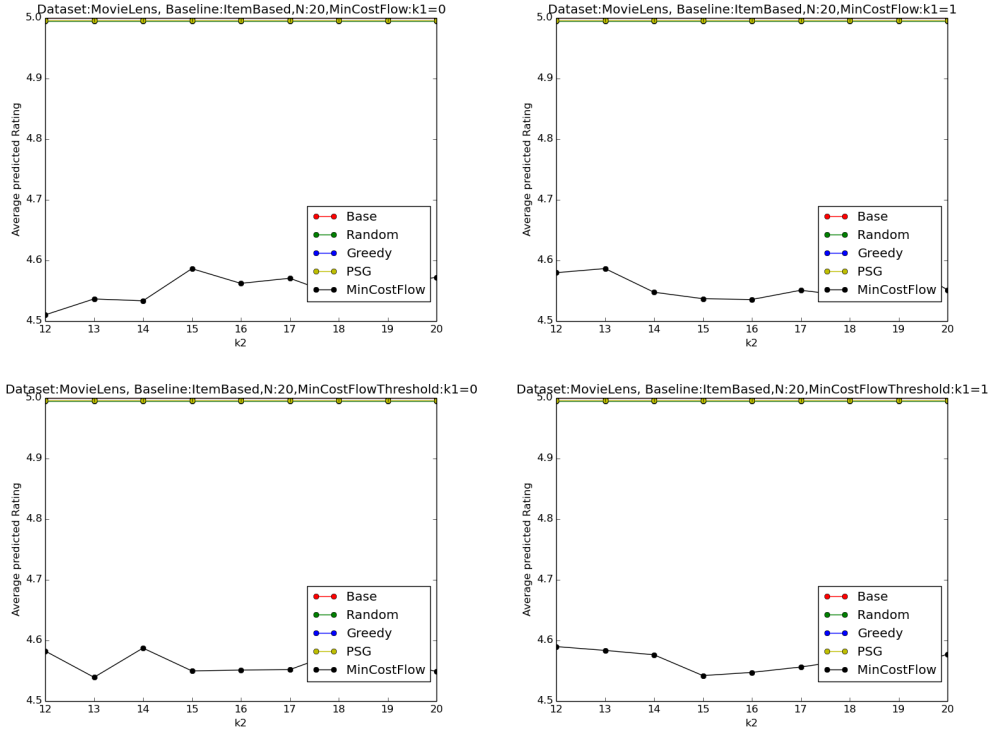 Dataset:MovieLens, Baseline:ItemBased,N:20,MinCostFlow:k1=0
5.0
4.9
4.8
4.7
4.6
4.5
Average predicted Rating
Base
Random
Greedy
PSG
MinCostFlow
12 13 14 15 16 17 18 19 20
k2
Dataset:MovieLens, Baseline:ItemBased,N:20,MinCostFlow:k1=1
5.0
4.9
4.8
4.7
4.6
4.5
Average predicted Rating
Base
Random
Greedy
PSG
MinCostFlow
12 13 14 15 16 17 18 19 20
k2
Dataset:MovieLens, Baseline:ItemBased,N:20,MinCostFlowThreshold:k1=0
5.0
4.9
4.8
4.7
4.6
4.5
Average predicted Rating
Base
Random
Greedy
PSG
MinCostFlow
12 13 14 15 16 17 18 19 20
k2
Dataset:MovieLens, Baseline:ItemBased,N:20,MinCostFlowThreshold:k1=1
5.0
4.9
4.8
4.7
4.6
4.5
Average predicted Rating
Base
Random
Greedy
PSG
MinCostFlow
12 13 14 15 16 17 18 19 20
k2